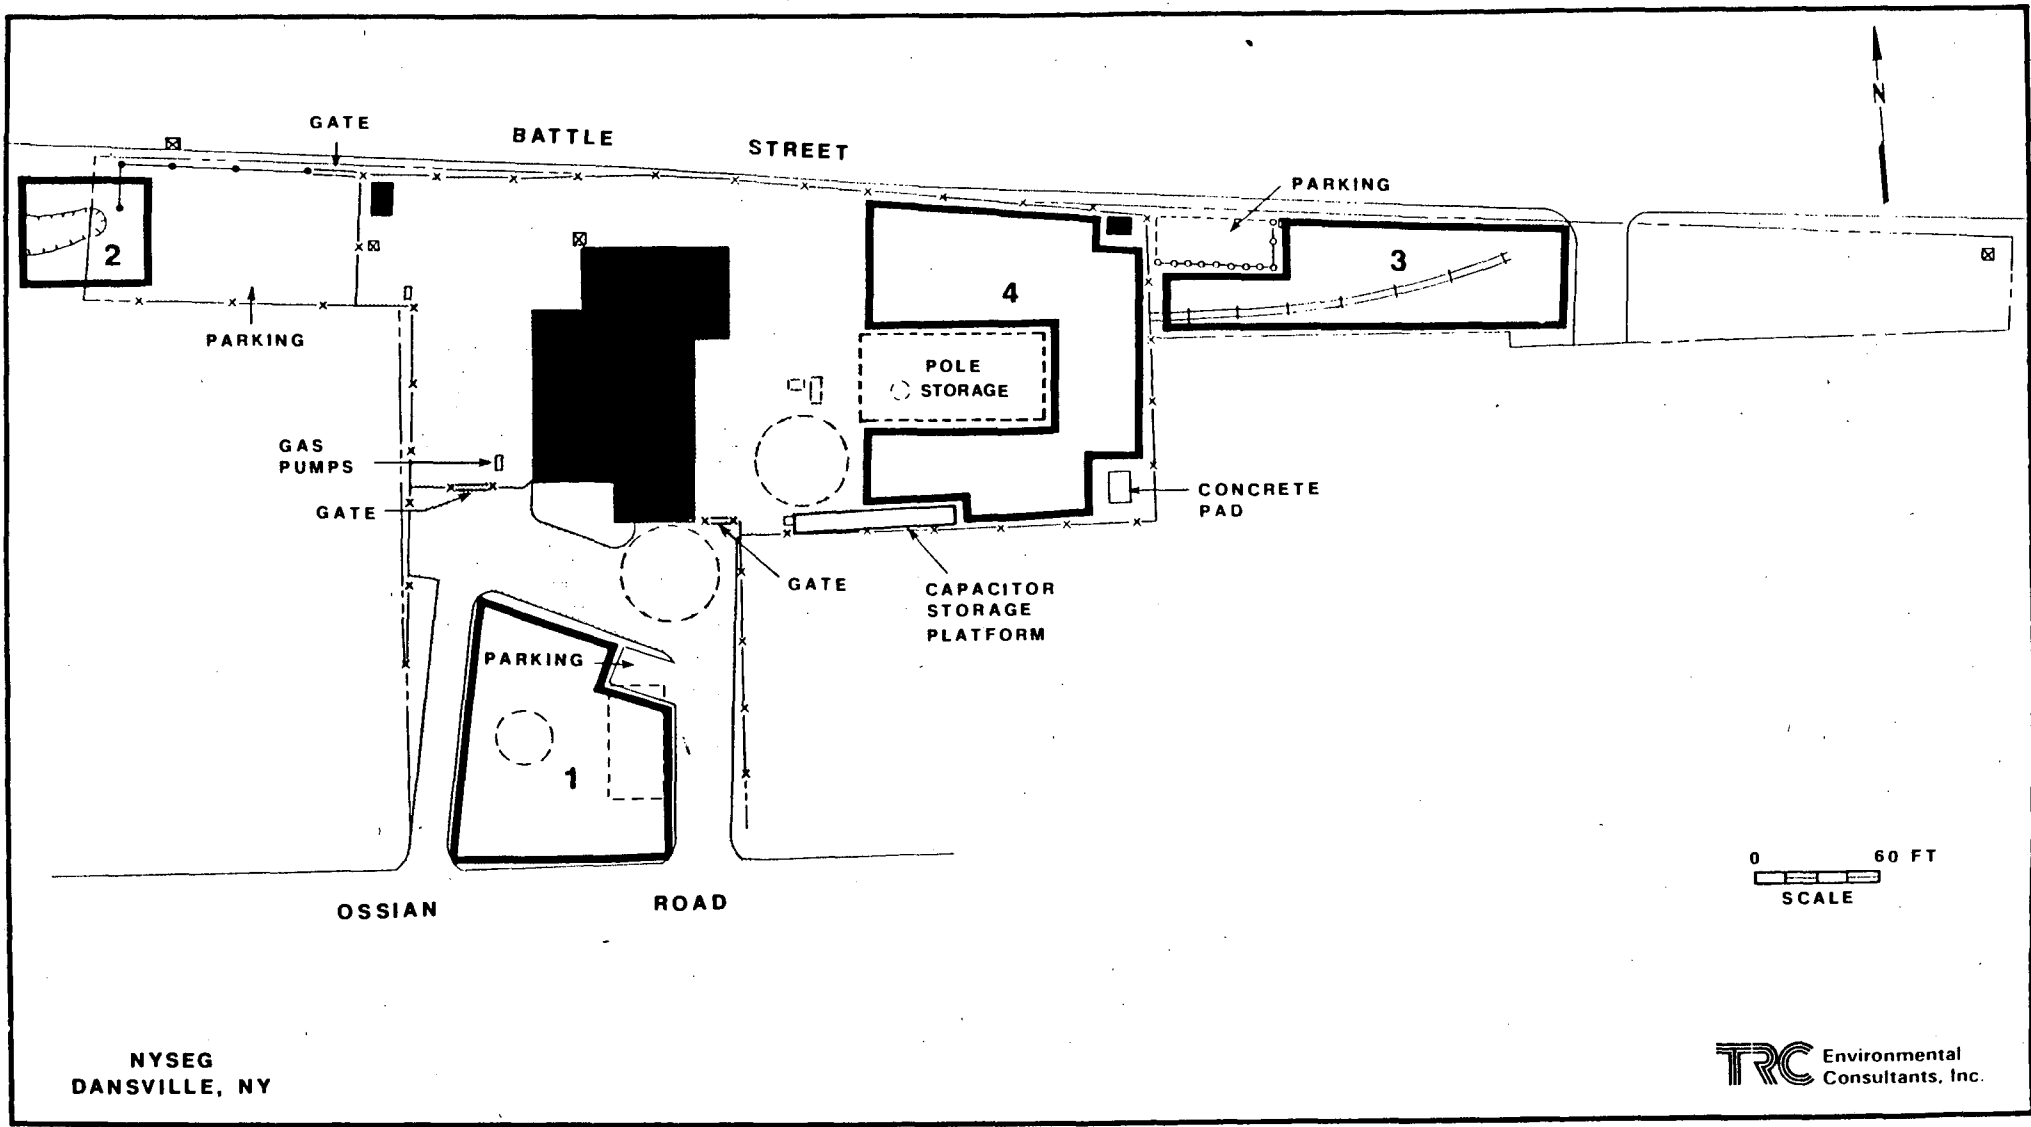 GATE
BATTLE STREET
N
PARKING
2
3
4
PARKING
POLE
STORAGE
GAS
PUMPS
GATE
CONCRETE
PAD
GATE
CAPACITOR
STORAGE
PLATFORM
PARKING
1
0 60 FT
SCALE
OSSIAN ROAD
NYSEG
DANSVILLE, NY
TRC Environmental
Consultants, Inc.